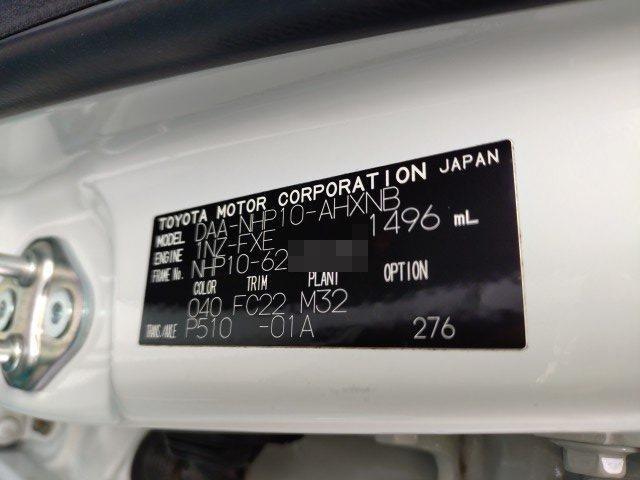 TOYOTA MOTOR CORPORATION JAPAN
MODEL DAA-NHP10-AHXNB
ENGINE 1NZ-FXE 1496 mL
FRAME No. NHP10-62
COLOR TRIM PLANT OPTION
040 FC22 M32
TRANS./AXLE P510 -01A 276